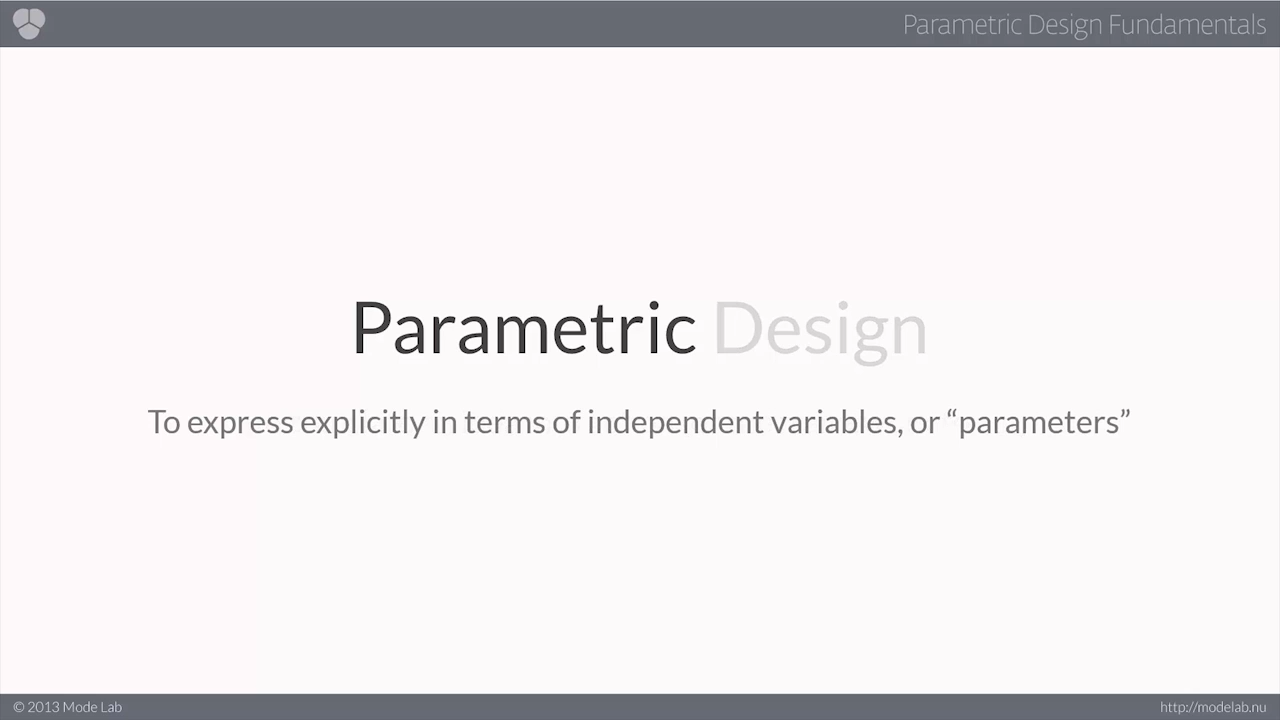 Parametric Design Fundamentals
Parametric Design
To express explicitly in terms of independent variables, or “parameters”
© 2013 Mode Lab
http://modelab.nu